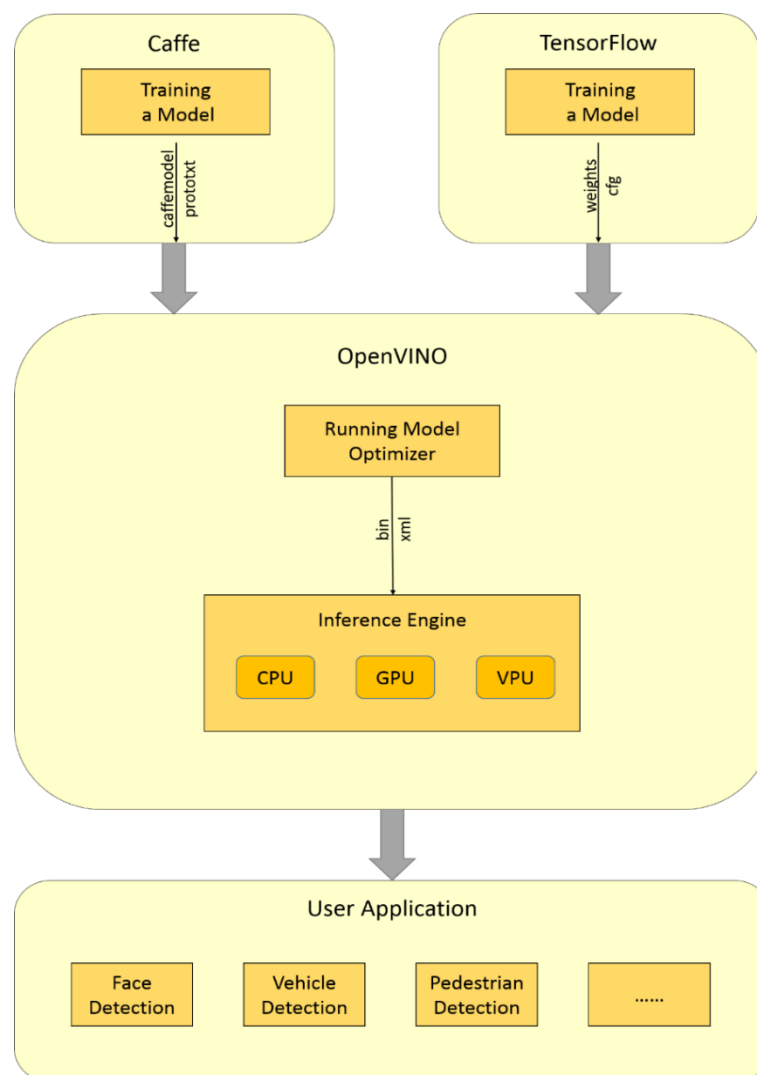 Caffe
Training
a Model
caffemodel
prototxt
TensorFlow
Training
a Model
weights
cfg
OpenVINO
Running Model
Optimizer
bin
xml
Inference Engine
CPU
GPU
VPU
User Application
Face
Detection
Vehicle
Detection
Pedestrian
Detection
......